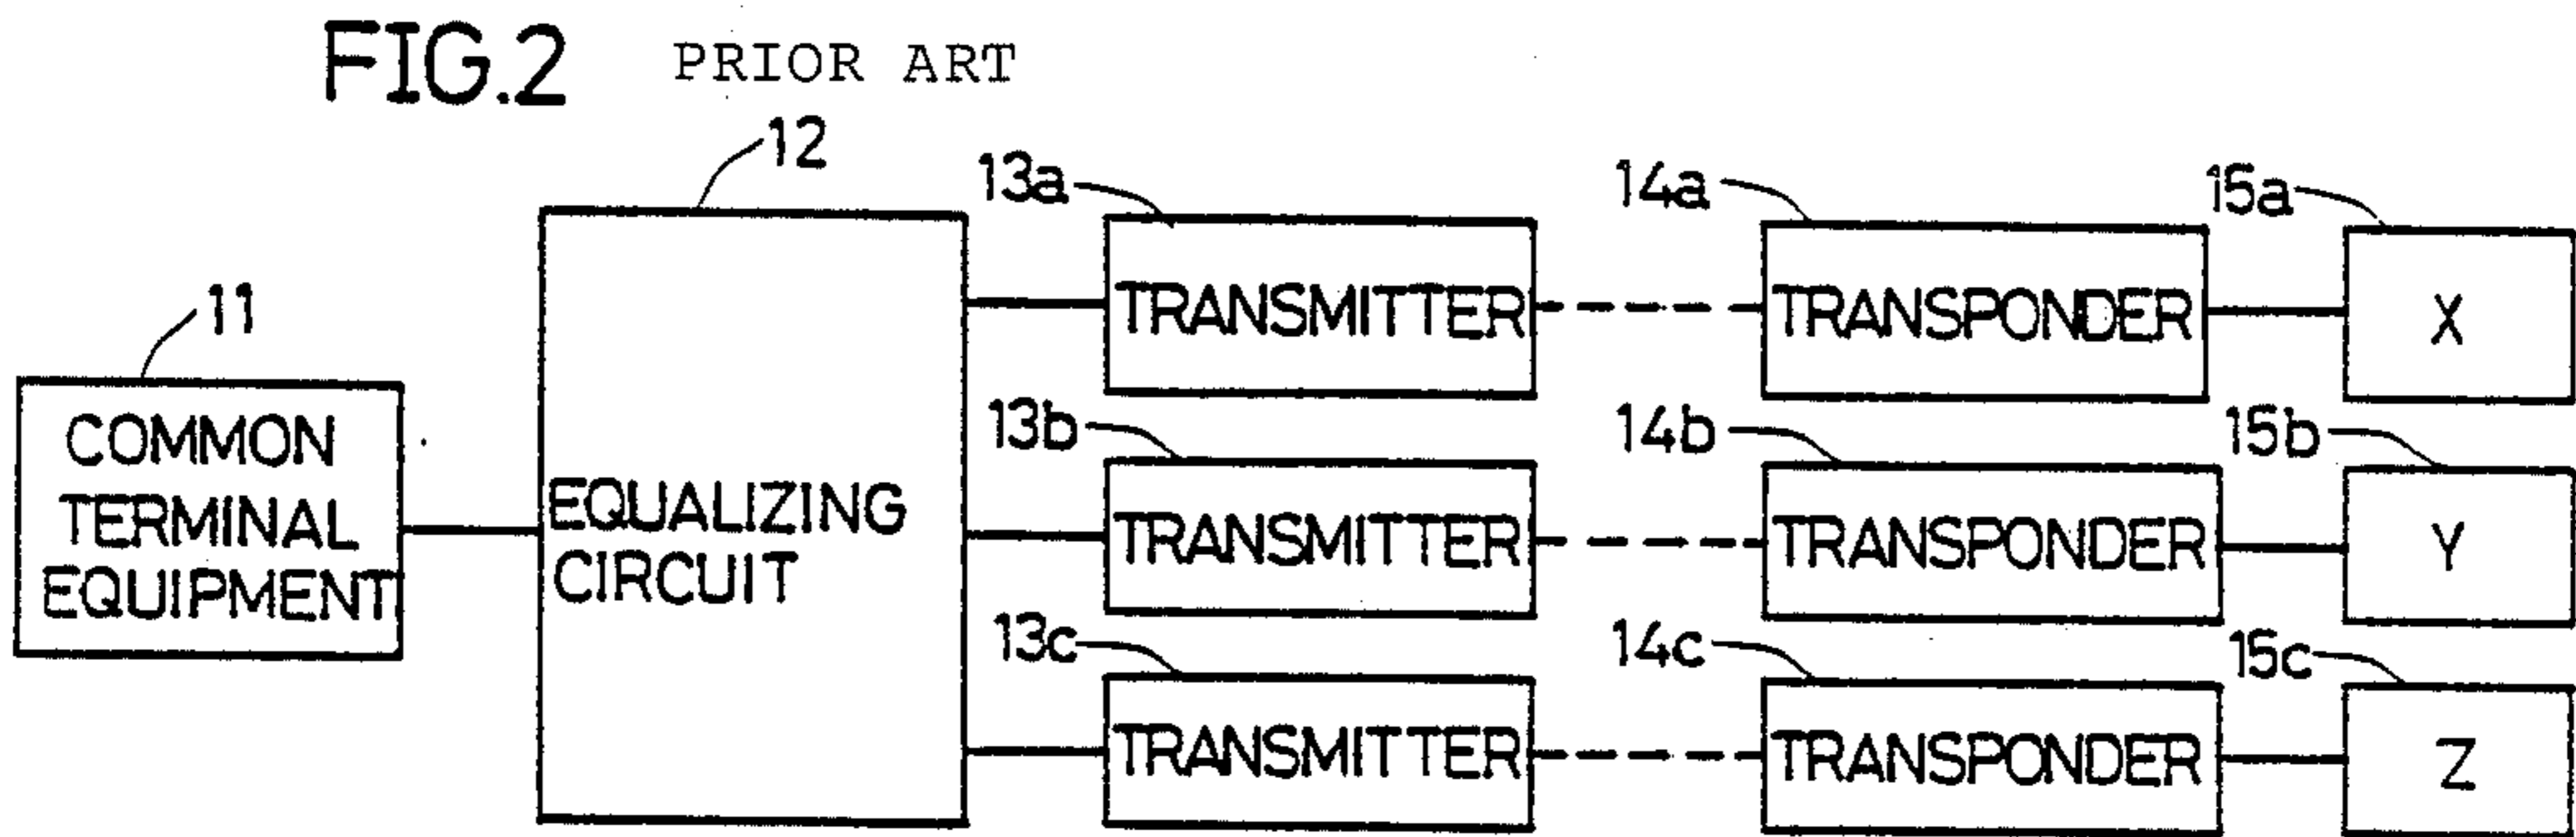 FIG.2 PRIOR ART
12
13a
14a
15a
11
TRANSMITTER
TRANSPONDER
X
COMMON
TERMINAL
EQUIPMENT
EQUALIZING
CIRCUIT
13b
14b
15b
TRANSMITTER
TRANSPONDER
Y
13c
14c
15c
TRANSMITTER
TRANSPONDER
Z